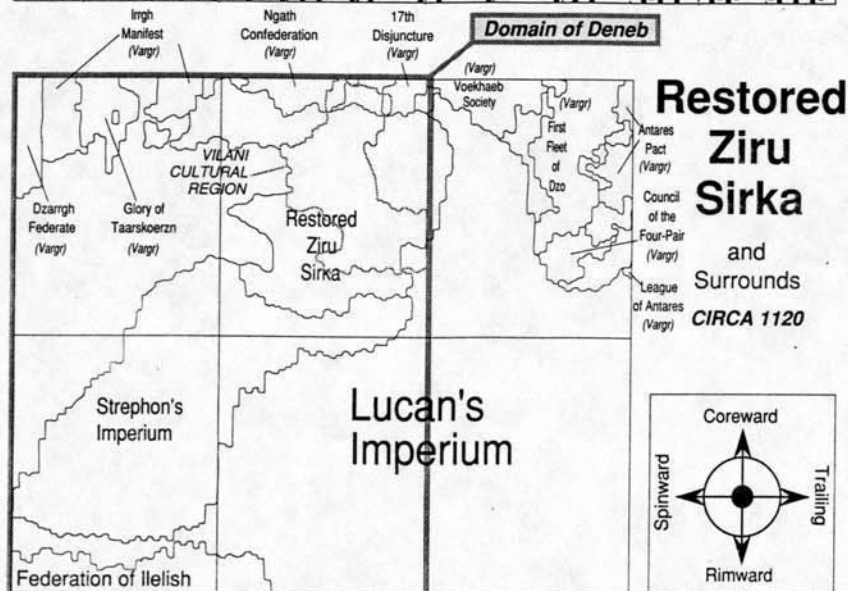 Irrgh
Manifest
(Vargr)
Ngath
Confederation
(Vargr)
17th
Disjuncture
(Vargr)
Domain of Deneb
(Vargr)
Voekhaeb
Society
(Vargr)
First
Fleet
of
Dzo
Antares
Pact
(Vargr)
Council
of the
Four-Pair
(Vargr)
League
of Antares
(Vargr)
VILANI
CULTURAL
REGION
Dzarrgh
Federate
(Vargr)
Glory of
Taarskoerzn
(Vargr)
Restored
Ziru
Sirka
Strephon's
Imperium
Lucan's
Imperium
Federation of Ilelish
Restored
Ziru
Sirka
and
Surrounds
CIRCA 1120
Coreward
Spinward
Trailing
Rimward